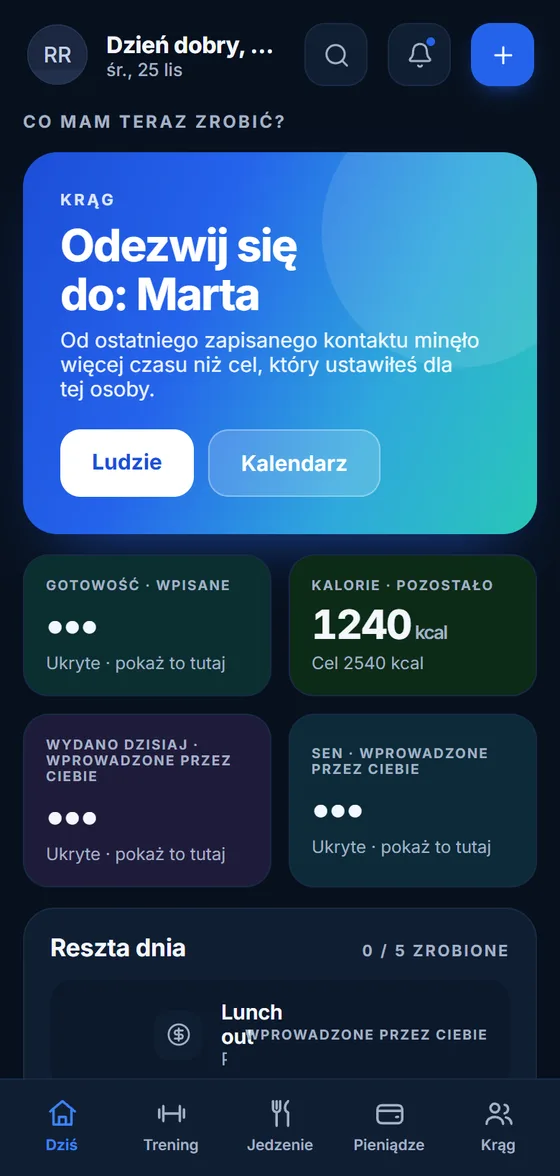 RR
Dzień dobry, ...
śr., 25 lis
CO MAM TERAZ ZROBIĆ?
KRĄG
Odezwij się
do: Marta
Od ostatniego zapisanego kontaktu minęło
więcej czasu niż cel, który ustawiłeś dla
tej osoby.
Ludzie
Kalendarz
GOTOWOŚĆ · WPISANE
Ukryte · pokaż to tutaj
KALORIE · POZOSTAŁO
1240 kcal
Cel 2540 kcal
WYDANO DZISIAJ ·
WPROWADZONE PRZEZ
CIEBIE
Ukryte · pokaż to tutaj
SEN · WPROWADZONE
PRZEZ CIEBIE
Ukryte · pokaż to tutaj
Reszta dnia
0 / 5 ZROBIONE
Lunch
out
WPROWADZONE PRZEZ CIEBIE
Dziś
Trening
Jedzenie
Pieniądze
Krąg